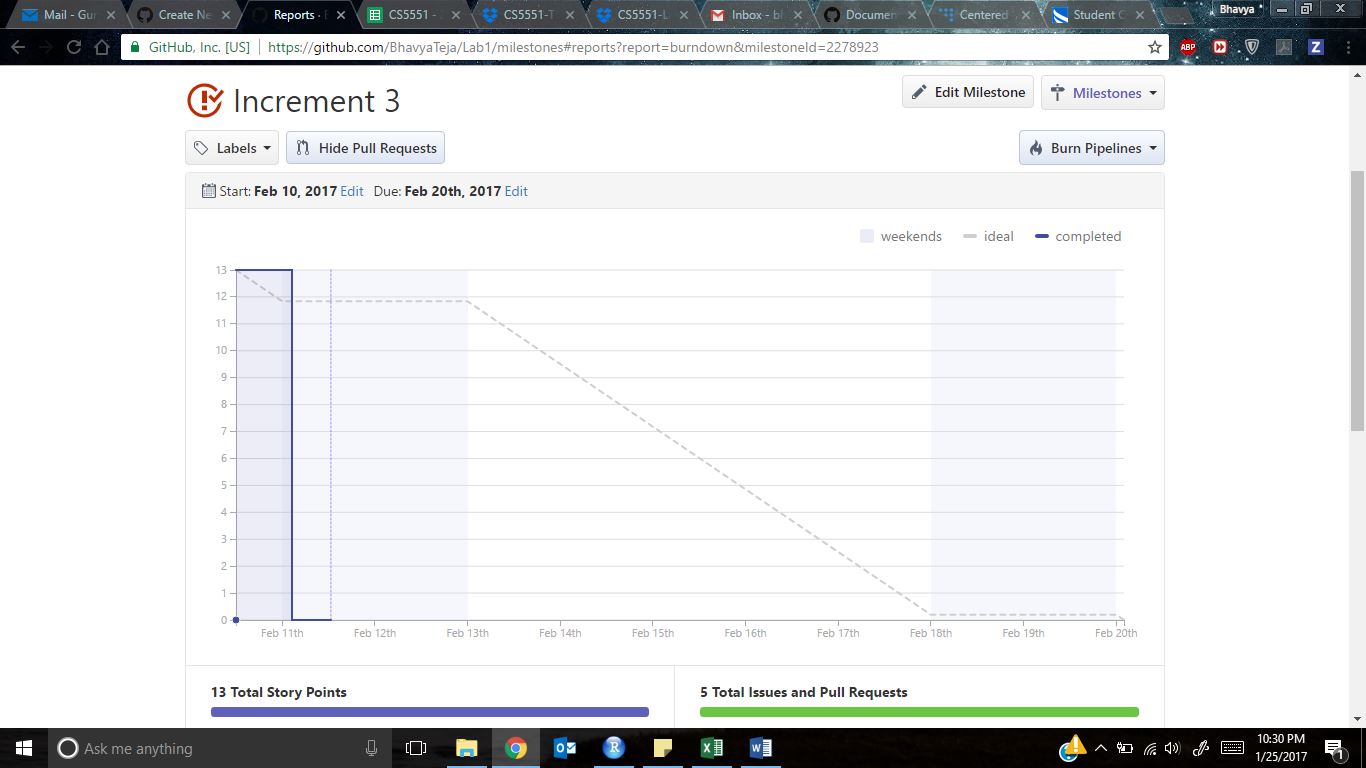 Mail - Gur Create Ne Reports · B CS5551 - CS5551-T CS5551-L Inbox - bl Documen Centered Student C Bhavya
GitHub, Inc. [US] https://github.com/BhavyaTeja/Lab1/milestones#reports?report=burndown&milestoneId=2278923 ABP Z
Increment 3 Edit Milestone Milestones
Labels Hide Pull Requests Burn Pipelines
Start: Feb 10, 2017 Edit Due: Feb 20th, 2017 Edit
weekends ideal completed
13
12
11
10
9
8
7
6
5
4
3
2
1
0
Feb 11th Feb 12th Feb 13th Feb 14th Feb 15th Feb 16th Feb 17th Feb 18th Feb 19th Feb 20th
13 Total Story Points 5 Total Issues and Pull Requests
Ask me anything 10:30 PM
1/25/2017 1